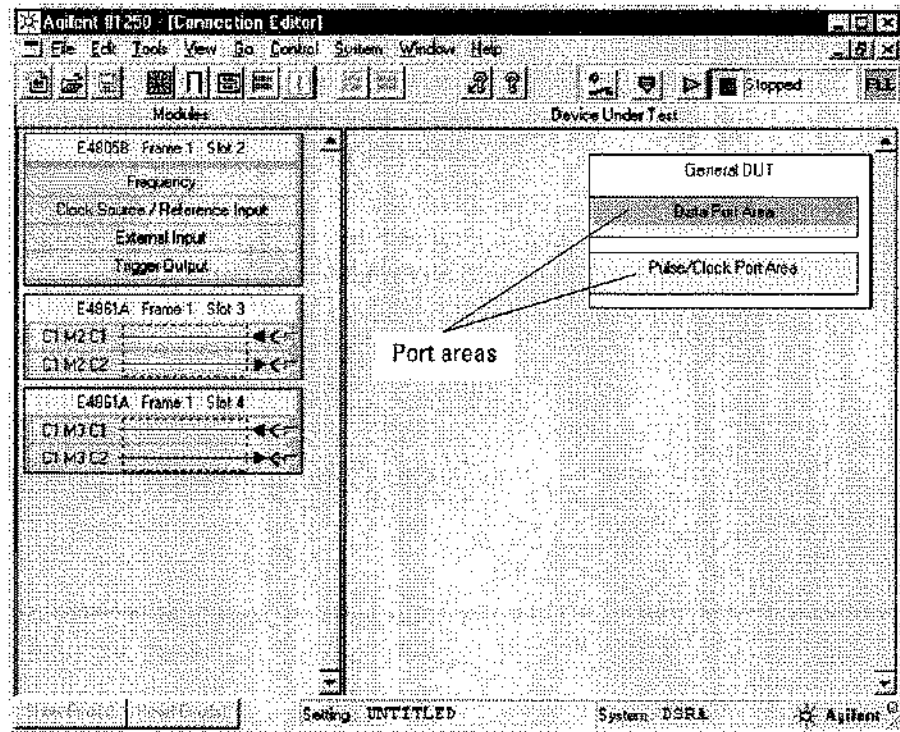 Agilent 81250 - [Connection Editor]
File Edit Tools View Go Control System Window Help
Stopped
Modules
Device Under Test
E4805B Frame 1 Slot 2
Frequency
Clock Source / Reference Input
External Input
Trigger Output
E4861A Frame 1 Slot 3
C1 M2 C1
C1 M2 C2
E4861A Frame 1 Slot 4
C1 M3 C1
C1 M3 C2
General DUT
Data Port Area
Pulse/Clock Port Area
Port areas
Setting UNTITLED
System DSRA
Agilent